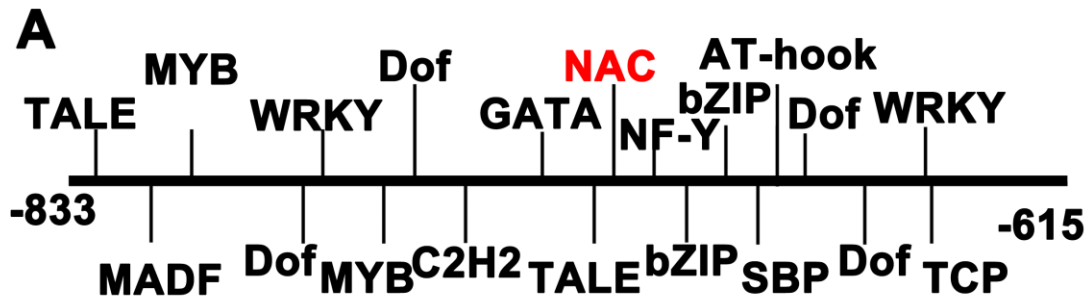 A
MYB Dof NAC AT-hook
TALE WRKY GATA NF-Y bZIP Dof WRKY
-833 -615
MADF Dof MYB C2H2 TALE bZIP SBP Dof TCP